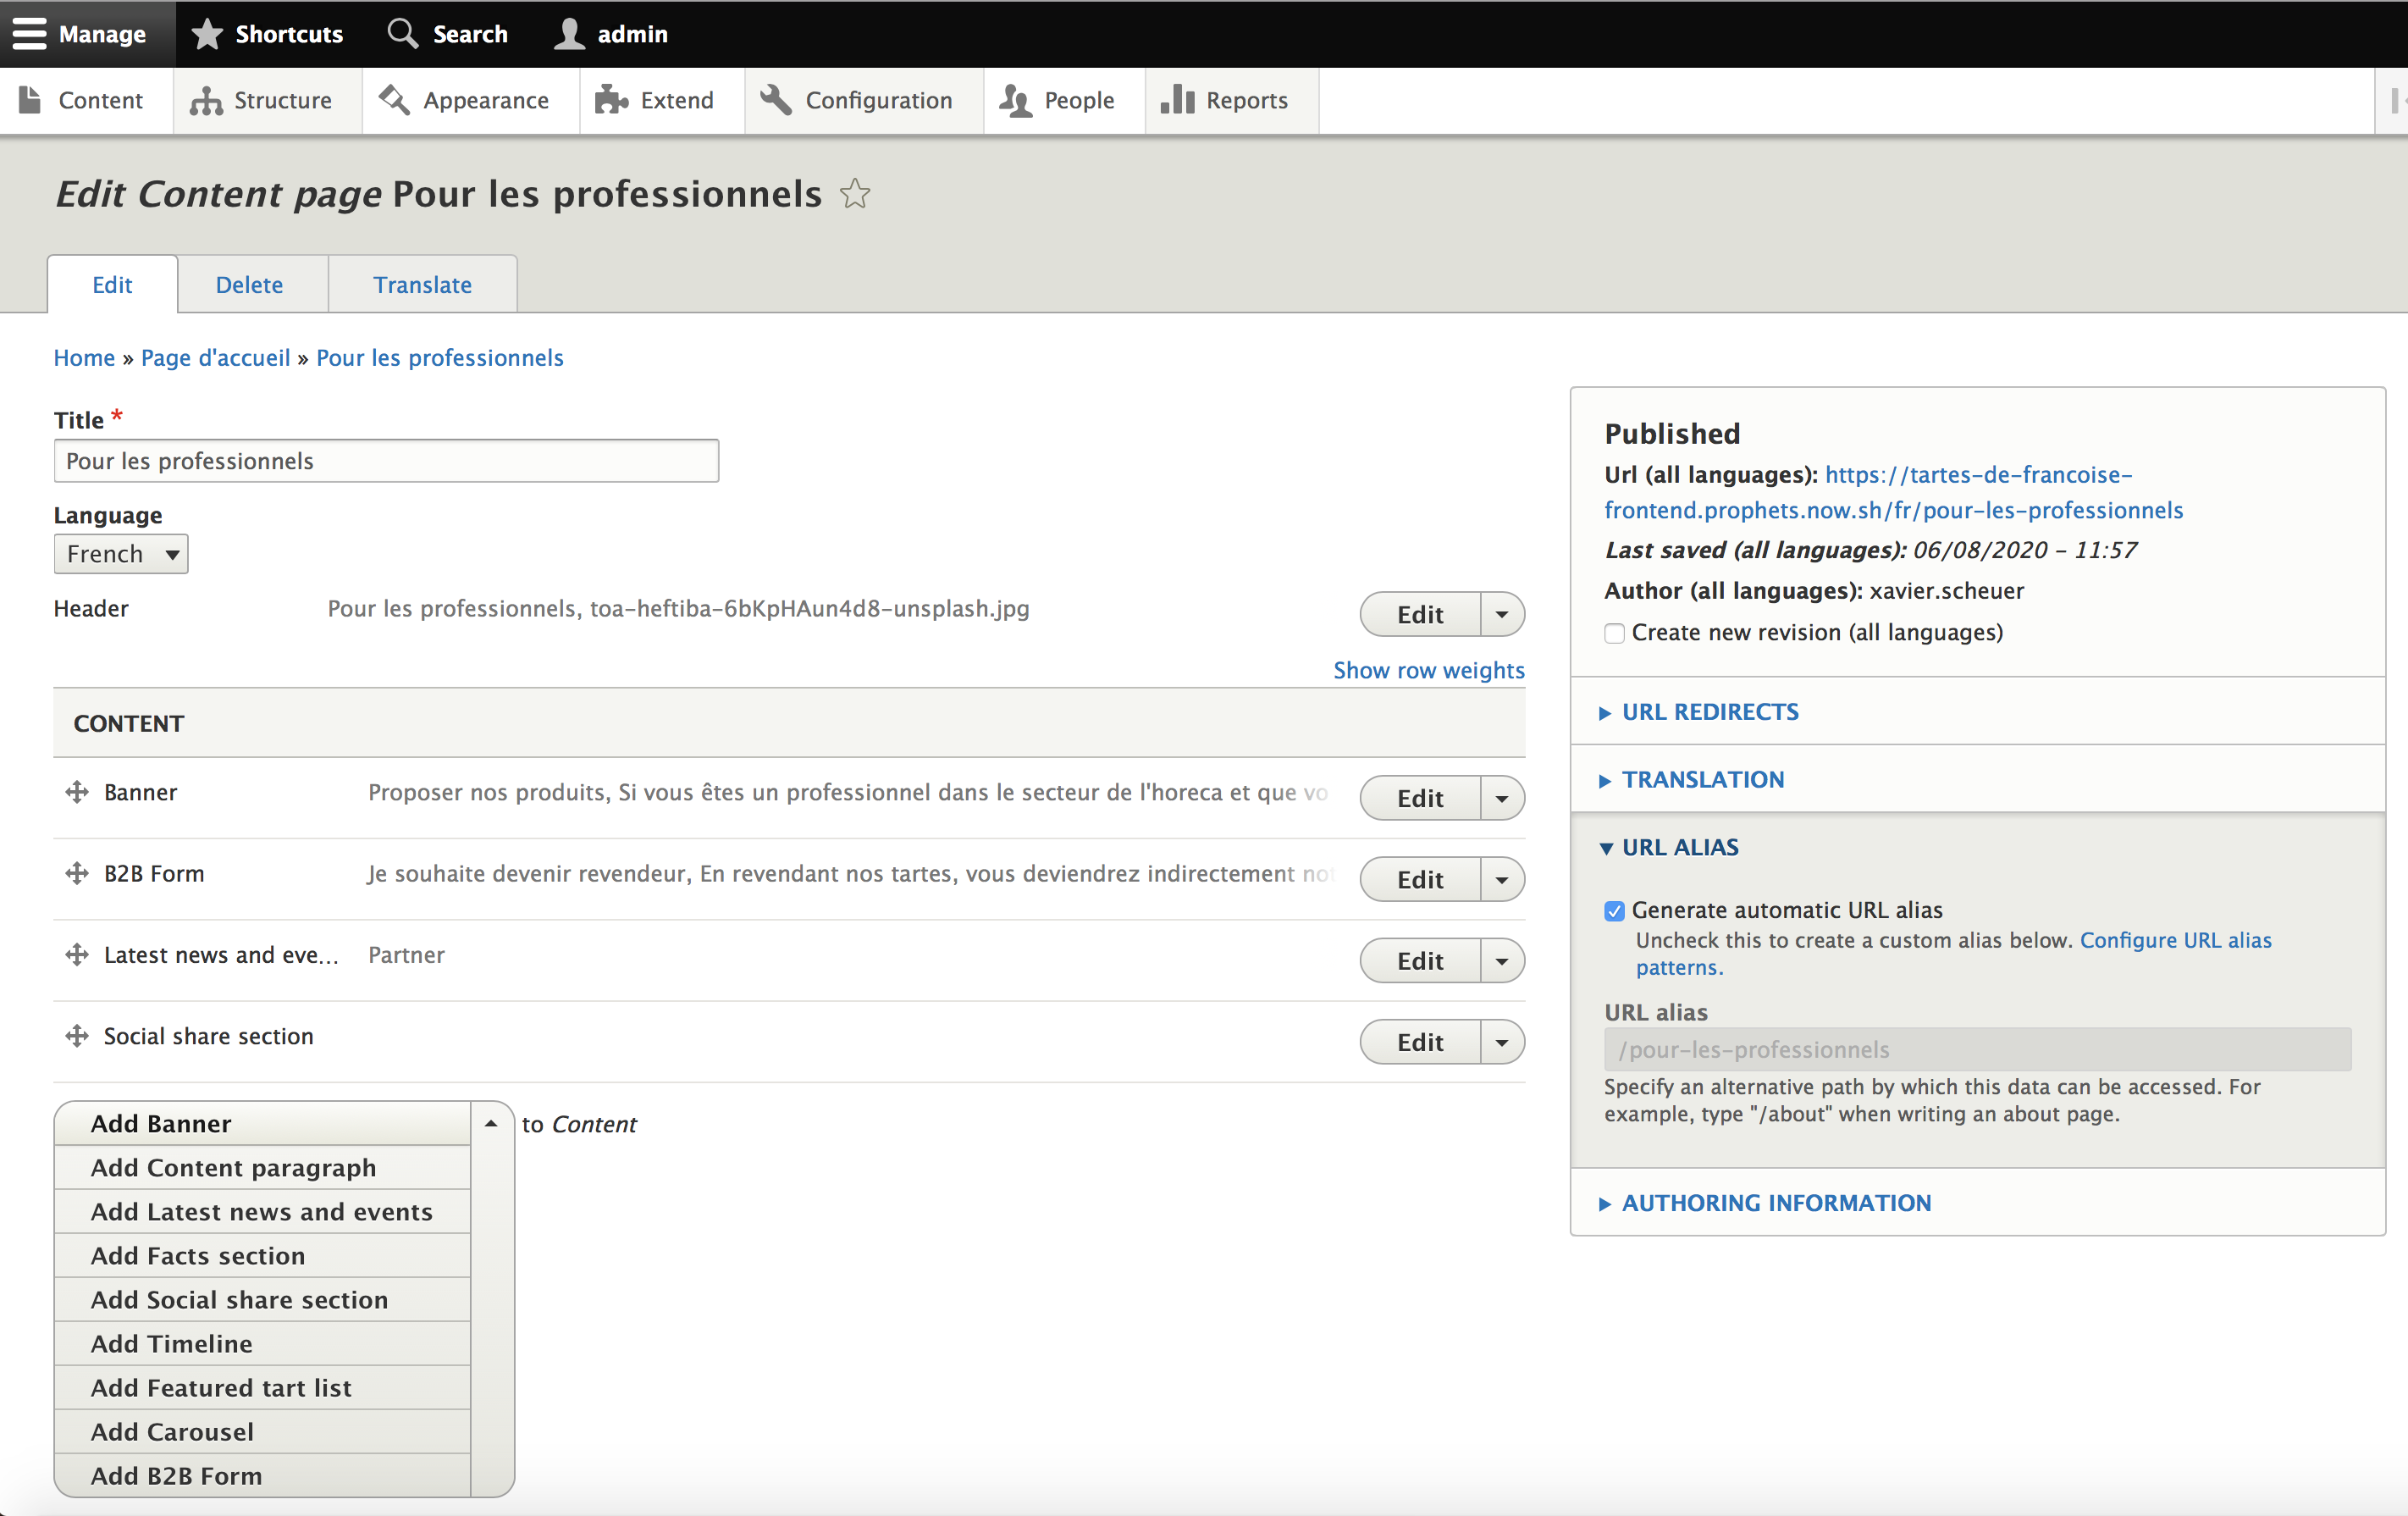 Manage Shortcuts Search admin
Content Structure Appearance Extend Configuration People Reports
Edit Content page Pour les professionnels
Edit Delete Translate
Home » Page d'accueil » Pour les professionnels
Title *
Pour les professionnels
Language
French
Header Pour les professionnels, toa-heftiba-6bKpHAun4d8-unsplash.jpg Edit
Show row weights
CONTENT
Banner Proposer nos produits, Si vous êtes un professionnel dans le secteur de l'horeca et que vo Edit
B2B Form Je souhaite devenir revendeur, En revendant nos tartes, vous deviendrez indirectement not Edit
Latest news and eve... Partner Edit
Social share section Edit
Add Banner to Content
Add Content paragraph
Add Latest news and events
Add Facts section
Add Social share section
Add Timeline
Add Featured tart list
Add Carousel
Add B2B Form
Published
Url (all languages): https://tartes-de-francoise-
frontend.prophets.now.sh/fr/pour-les-professionnels
Last saved (all languages): 06/08/2020 - 11:57
Author (all languages): xavier.scheuer
Create new revision (all languages)
URL REDIRECTS
TRANSLATION
URL ALIAS
Generate automatic URL alias
Uncheck this to create a custom alias below. Configure URL alias
patterns.
URL alias
/pour-les-professionnels
Specify an alternative path by which this data can be accessed. For
example, type "/about" when writing an about page.
AUTHORING INFORMATION